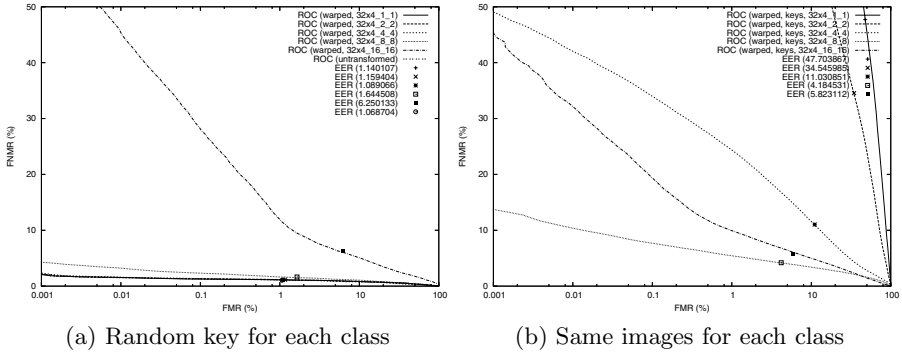 50
40
30
20
10
0
FNMR (%)
0.001
0.01
0.1
1
10
100
FMR (%)
ROC (warped, 32x4_1_1)
ROC (warped, 32x4_2_2)
ROC (warped, 32x4_4_4)
ROC (warped, 32x4_8_8)
ROC (warped, 32x4_16_16)
ROC (untransformed)
EER (1.140107)
EER (1.159404)
EER (1.089066)
EER (1.644508)
EER (6.250133)
EER (1.068704)
(a) Random key for each class
50
40
30
20
10
0
FNMR (%)
0.001
0.01
0.1
1
10
100
FMR (%)
ROC (warped, keys, 32x4_1_1)
ROC (warped, keys, 32x4_2_2)
ROC (warped, keys, 32x4_4_4)
ROC (warped, keys, 32x4_8_8)
ROC (warped, keys, 32x4_16_16)
EER (47.703867)
EER (34.545985)
EER (11.030851)
EER (4.184531)
EER (5.823112)
(b) Same images for each class